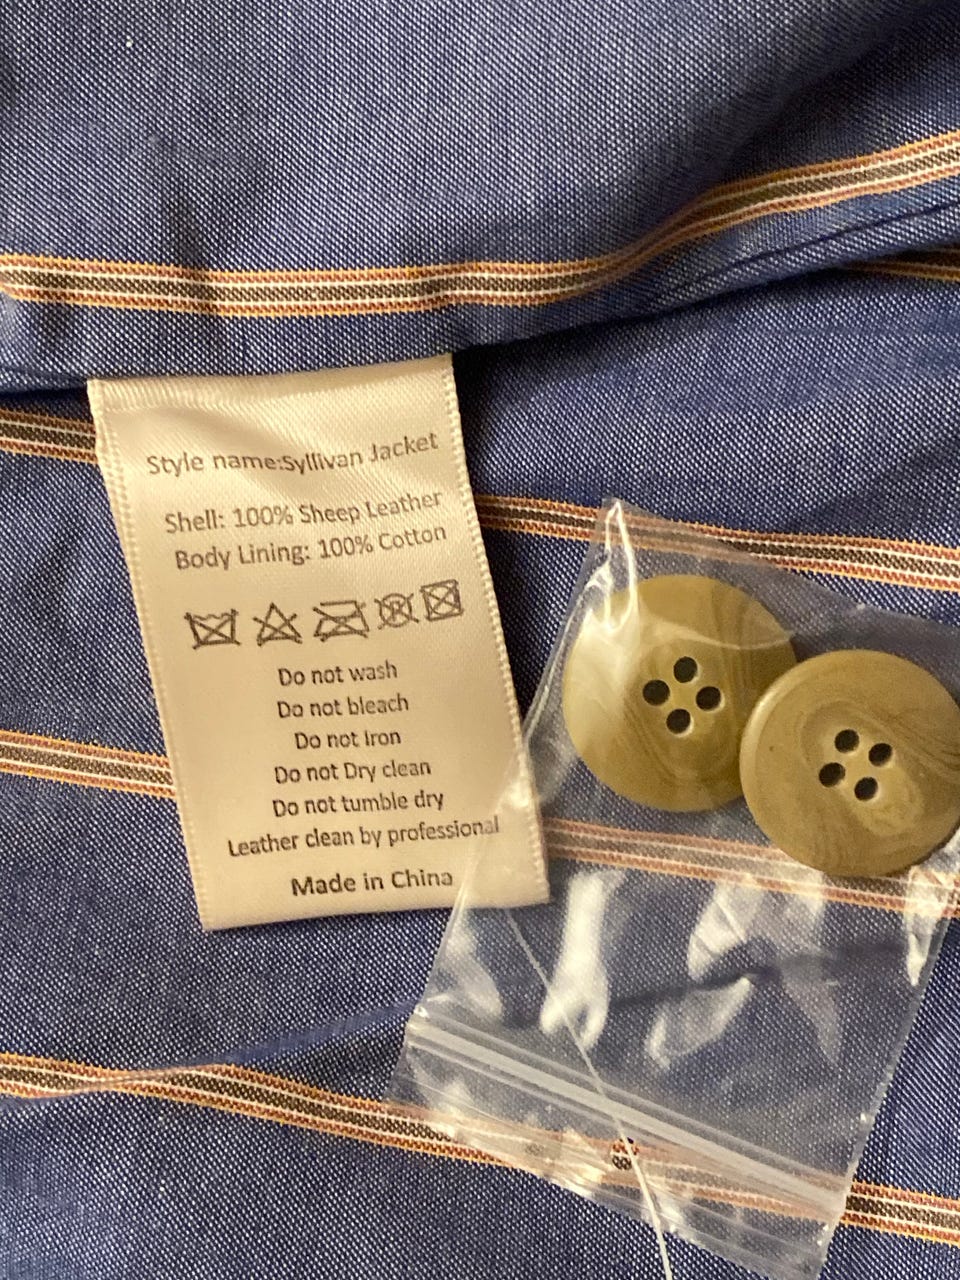 Style name:Syllivan Jacket
Shell: 100% Sheep Leather
Body Lining: 100% Cotton
Do not wash
Do not bleach
Do not Iron
Do not Dry clean
Do not tumble dry
Leather clean by professional
Made in China